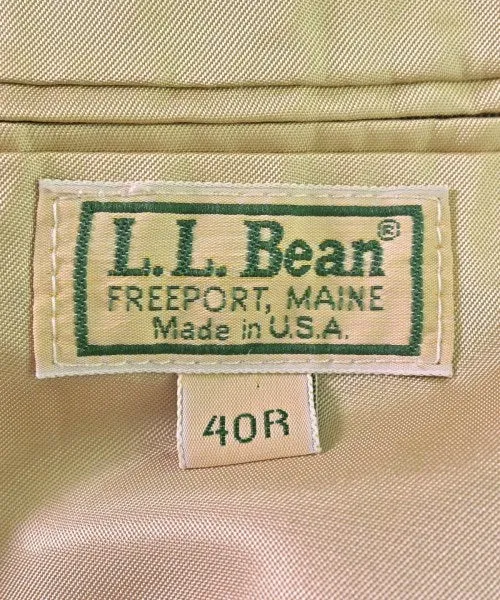 L.L. Bean®
FREEPORT, MAINE
Made in U.S.A.
40R